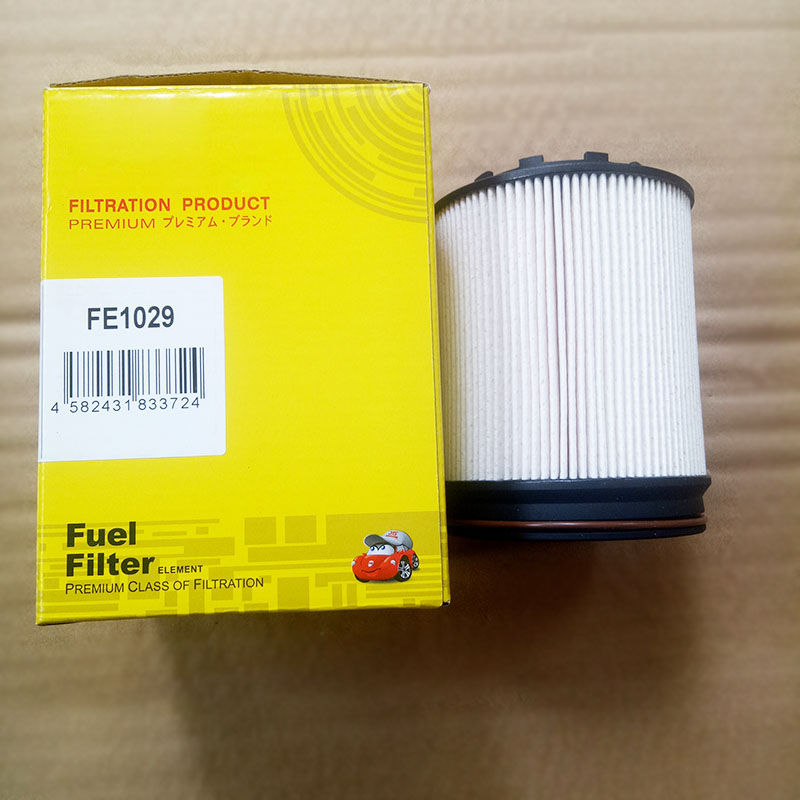 FILTRATION PRODUCT
PREMIUM プレミアム・ブランド
FE1029
4 582431 833724
Fuel
Filter ELEMENT
PREMIUM CLASS OF FILTRATION